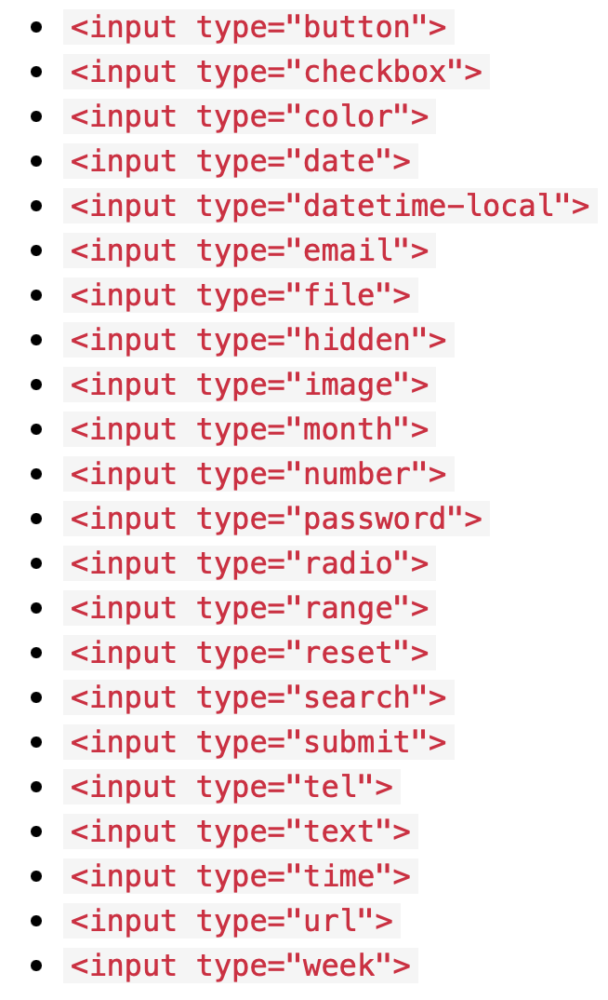 <input type="button">
<input type="checkbox">
<input type="color">
<input type="date">
<input type="datetime-local">
<input type="email">
<input type="file">
<input type="hidden">
<input type="image">
<input type="month">
<input type="number">
<input type="password">
<input type="radio">
<input type="range">
<input type="reset">
<input type="search">
<input type="submit">
<input type="tel">
<input type="text">
<input type="time">
<input type="url">
<input type="week">